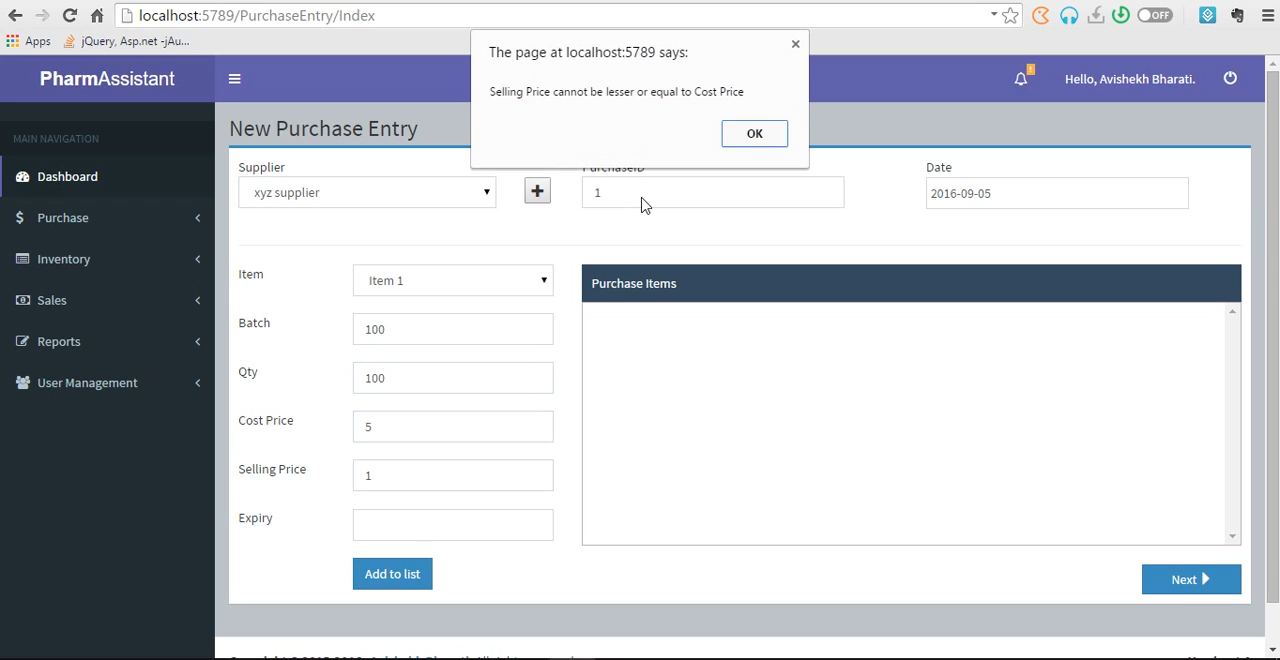 localhost:5789/PurchaseEntry/Index
OFF
Apps jQuery, Asp.net -jAu...
The page at localhost:5789 says:
Selling Price cannot be lesser or equal to Cost Price
OK
PharmAssistant
Hello, Avishekh Bharati.
MAIN NAVIGATION
Dashboard
Purchase
Inventory
Sales
Reports
User Management
New Purchase Entry
Supplier
xyz supplier
PurchaseID
1
Date
2016-09-05
Item
Item 1
Batch
100
Qty
100
Cost Price
5
Selling Price
1
Expiry
Add to list
Purchase Items
Next